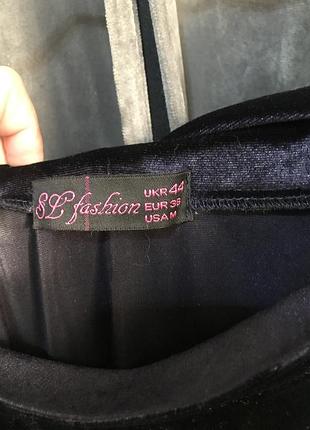 SL fashion
UKR 44
EUR 38
USA M